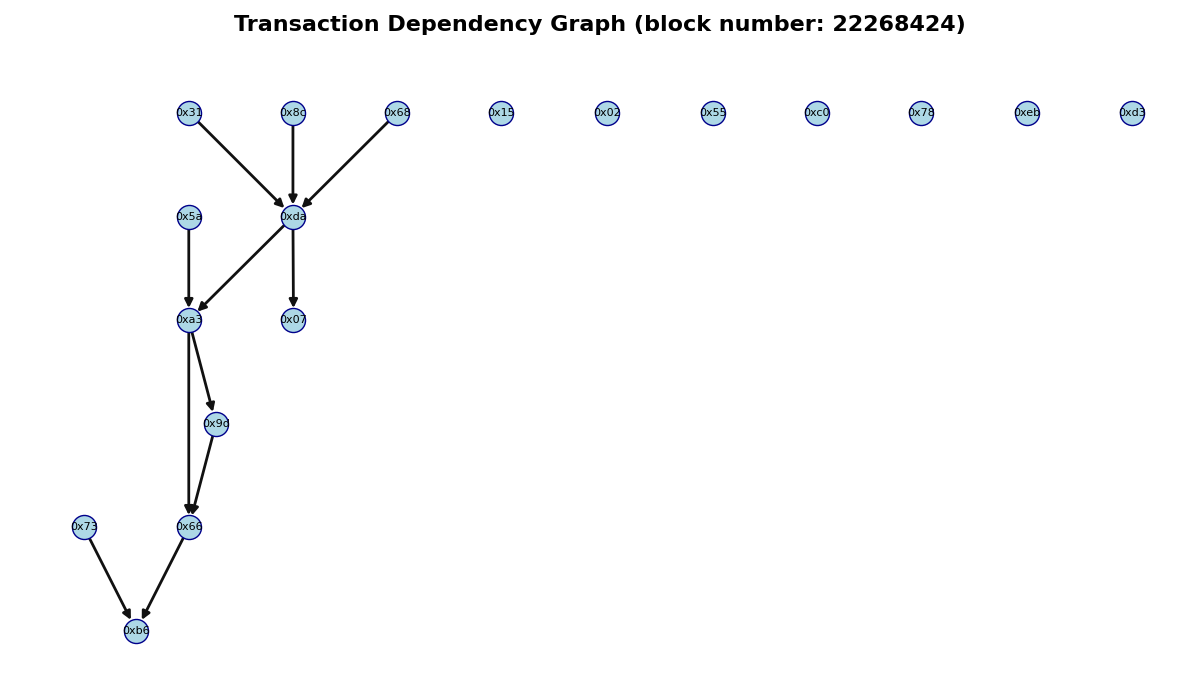 Transaction Dependency Graph (block number: 22268424)
0x31 0x8c 0x68 0x15 0x02 0x55 0xc0 0x78 0xeb 0xd3
0x5a 0xda
0xa3 0x07
0x9d
0x73 0x66
0xb6